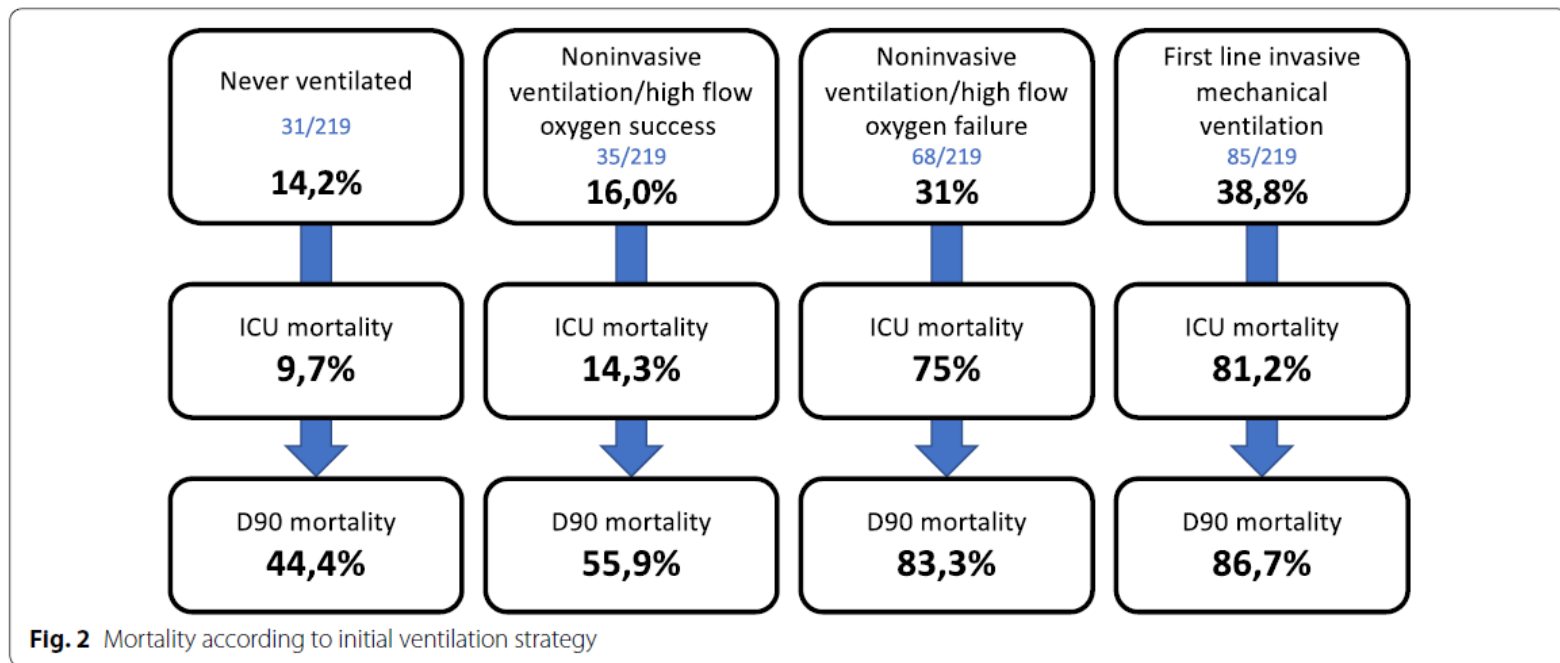 Never ventilated
31/219
14,2%
Noninvasive
ventilation/high flow
oxygen success
35/219
16,0%
Noninvasive
ventilation/high flow
oxygen failure
68/219
31%
First line invasive
mechanical
ventilation
85/219
38,8%
ICU mortality
9,7%
ICU mortality
14,3%
ICU mortality
75%
ICU mortality
81,2%
D90 mortality
44,4%
D90 mortality
55,9%
D90 mortality
83,3%
D90 mortality
86,7%
Fig. 2 Mortality according to initial ventilation strategy